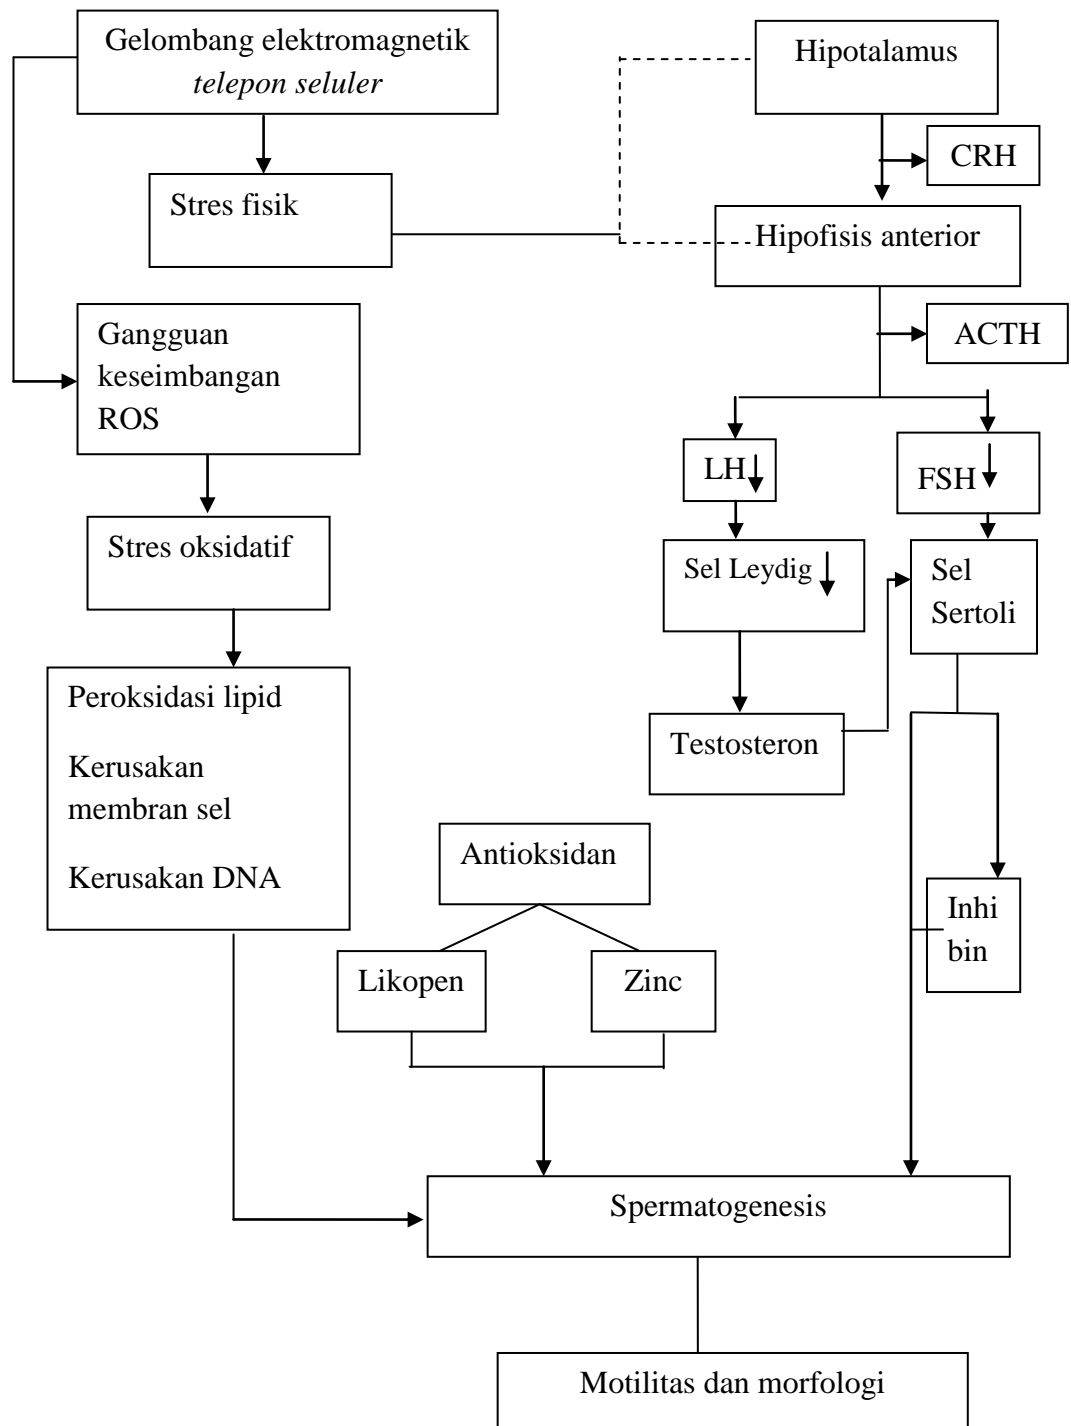 Gelombang elektromagnetik
telepon seluler
Hipotalamus
CRH
Stres fisik
Hipofisis anterior
Gangguan
keseimbangan
ROS
ACTH
LH
FSH
Stres oksidatif
Sel Leydig
Sel
Sertoli
Peroksidasi lipid
Kerusakan
membran sel
Kerusakan DNA
Testosteron
Antioksidan
Inhi
bin
Likopen
Zinc
Spermatogenesis
Motilitas dan morfologi